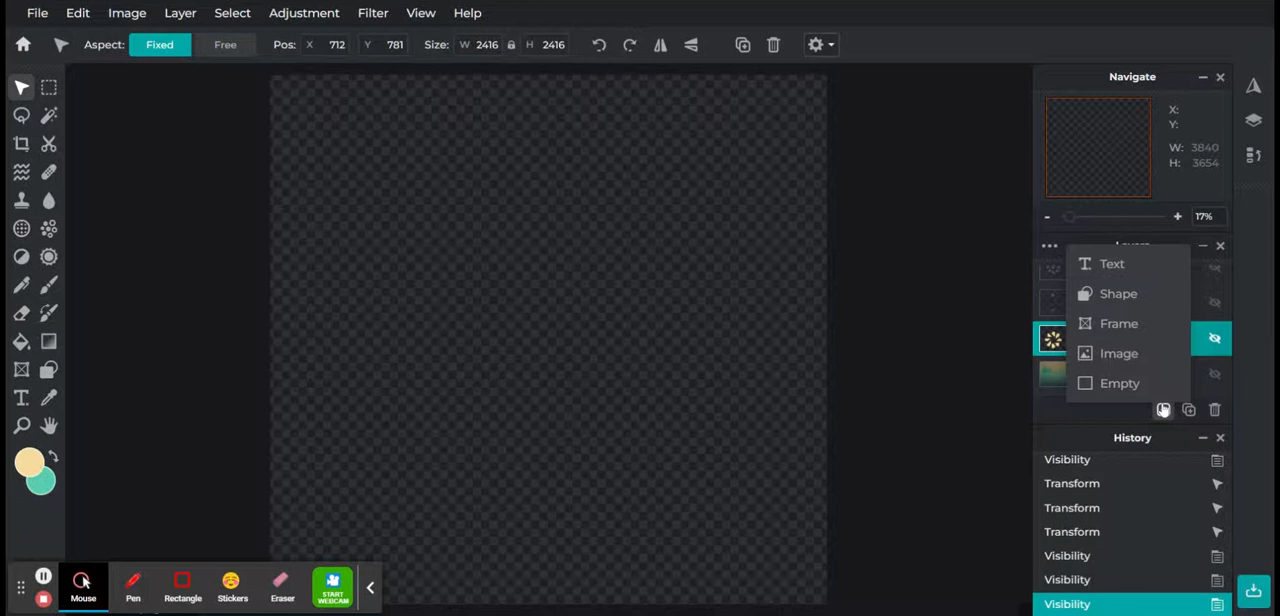 File Edit Image Layer Select Adjustment Filter View Help
Aspect: Fixed Free Pos: X 712 Y 781 Size: W 2416 H 2416
Navigate
X:
Y:
W: 3840
H: 3654
- + 17%
Text
Shape
Frame
Image
Empty
History
Visibility
Transform
Transform
Transform
Visibility
Visibility
Visibility
Mouse Pen Rectangle Stickers Eraser START WEBCAM